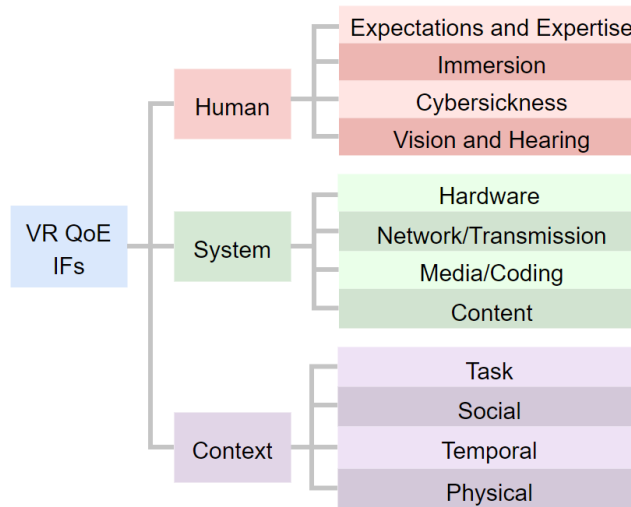 VR QoE
IFs
Human
Expectations and Expertise
Immersion
Cybersickness
Vision and Hearing
System
Hardware
Network/Transmission
Media/Coding
Content
Context
Task
Social
Temporal
Physical